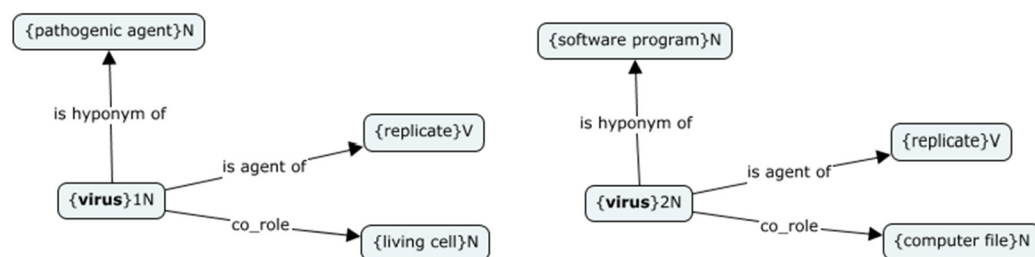 {pathogenic agent}N
is hyponym of
{replicate}V
is agent of
{virus}1N
co_role
{living cell}N
{software program}N
is hyponym of
{replicate}V
is agent of
{virus}2N
co_role
{computer file}N